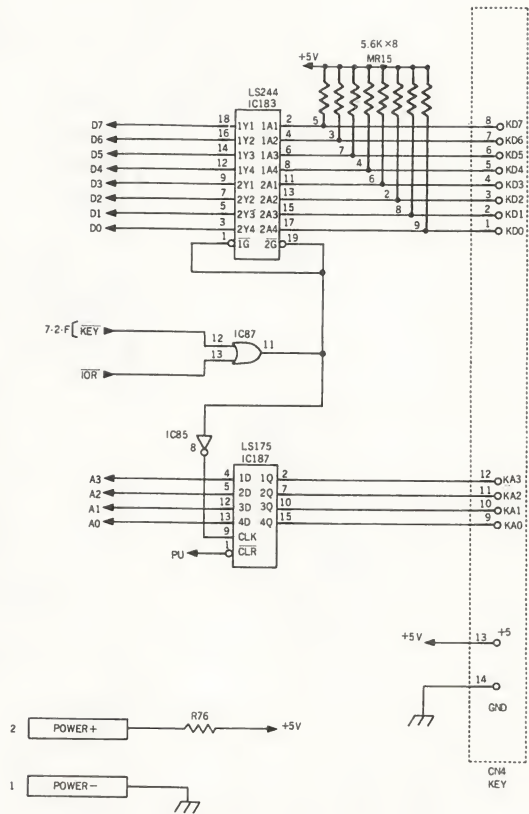 5.6K×8
+5V MR15
LS244
IC183
D7 18 1Y1 1A1 2 5 8 KD7
D6 16 1Y2 1A2 4 3 7 KD6
D5 14 1Y3 1A3 6 7 6 KD5
D4 12 1Y4 1A4 8 4 5 KD4
D3 9 2Y1 2A1 11 6 4 KD3
D2 7 2Y2 2A2 13 2 3 KD2
D1 5 2Y3 2A3 15 8 2 KD1
D0 3 2Y4 2A4 17 9 1 KD0
1 1G 2G 19
7-2-F KEY 12 IC87 11
IOR 13
IC85
8
LS175
IC187
A3 4 1D 1Q 2 12 KA3
A2 5 2D 2Q 7 11 KA2
A1 12 3D 3Q 10 10 KA1
A0 13 4D 4Q 15 9 KA0
9 CLK
PU 1 CLR
+5V 13 +5
14
GND
2 POWER+ R76 +5V
1 POWER−
CN4
KEY